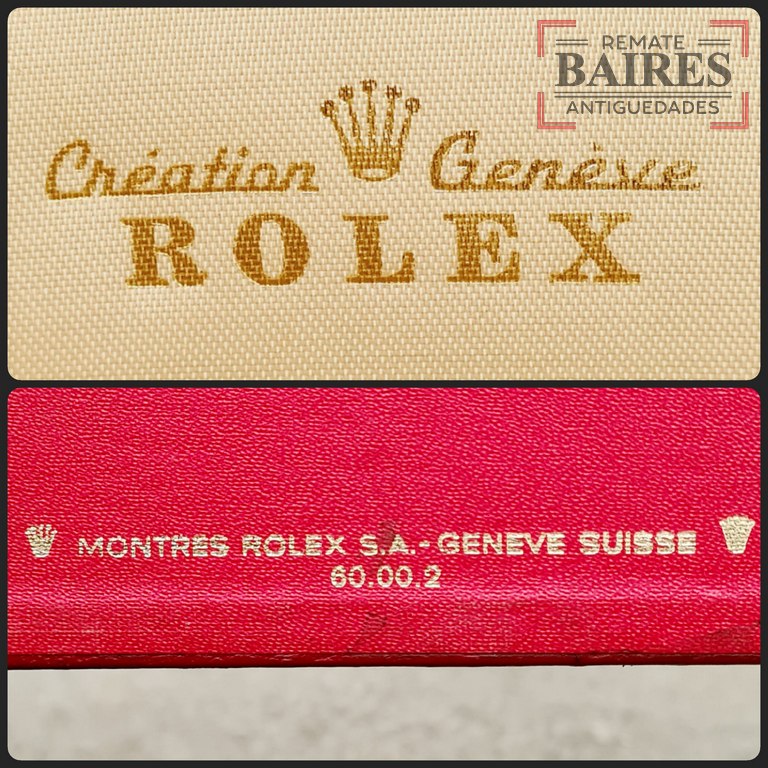 REMATE
BAIRES
ANTIGUEDADES
Création Genève
ROLEX
MONTRES ROLEX S.A.-GENEVE SUISSE
60.00.2